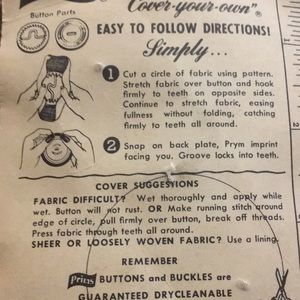 Cover-your-own"®
Button Parts
EASY TO FOLLOW DIRECTIONS!
Simply...
1 Cut a circle of fabric using pattern.
Stretch fabric over button and hook
firmly to teeth on opposite sides.
Continue to stretch fabric, easing
fullness without folding, catching
firmly to teeth all around.
2 Snap on back plate, Prym imprint
facing you. Groove locks into teeth.
COVER SUGGESTIONS
FABRIC DIFFICULT? Wet thoroughly and apply while
wet. Button will not rust. OR Make running stitch around
edge of circle, pull firmly over button, break off threads.
Press fabric through teeth all around.
SHEER OR LOOSELY WOVEN FABRIC? Use a lining.
REMEMBER
Prym BUTTONS and BUCKLES are
GUARANTEED DRYCLEANABLE